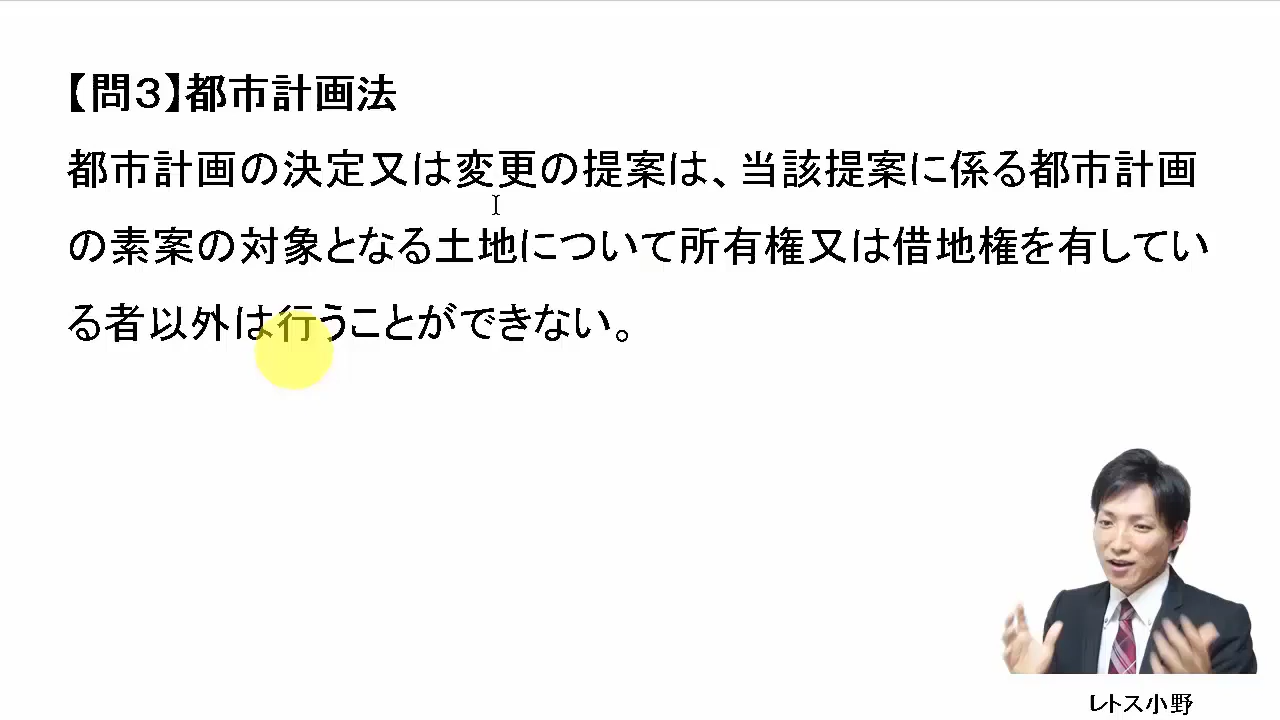 【問３】都市計画法
都市計画の決定又は変更の提案は、当該提案に係る都市計画
の素案の対象となる土地について所有権又は借地権を有してい
る者以外は行うことができない。
レトス小野